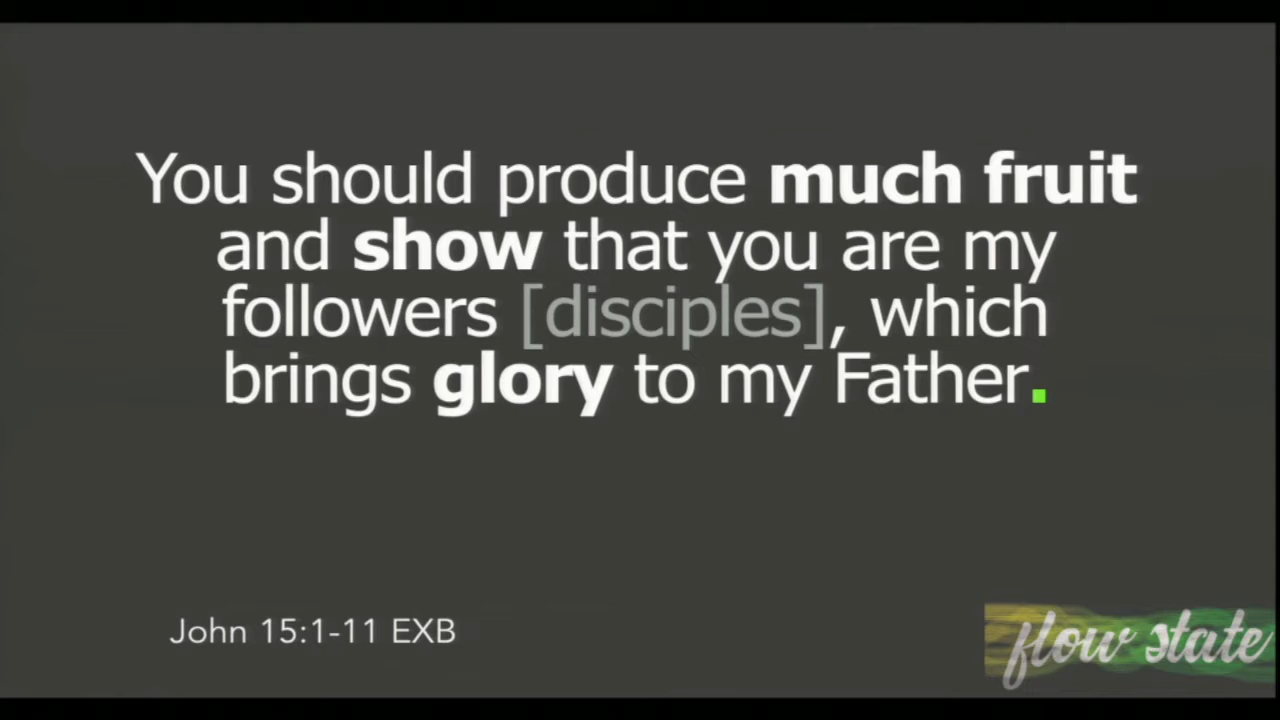 You should produce much fruit
and show that you are my
followers [disciples], which
brings glory to my Father.
John 15:1-11 EXB
flow state